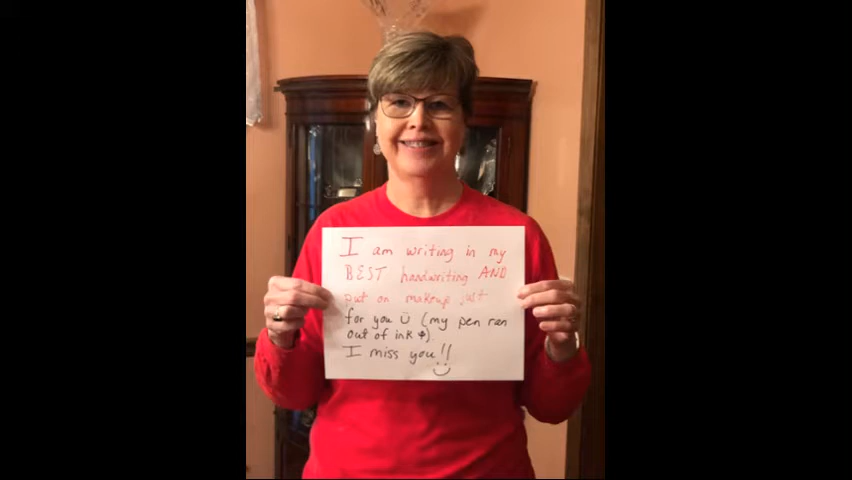 I am writing in my
BEST handwriting AND
put on makeup just
for you (my pen ran
out of ink).
I miss you!!